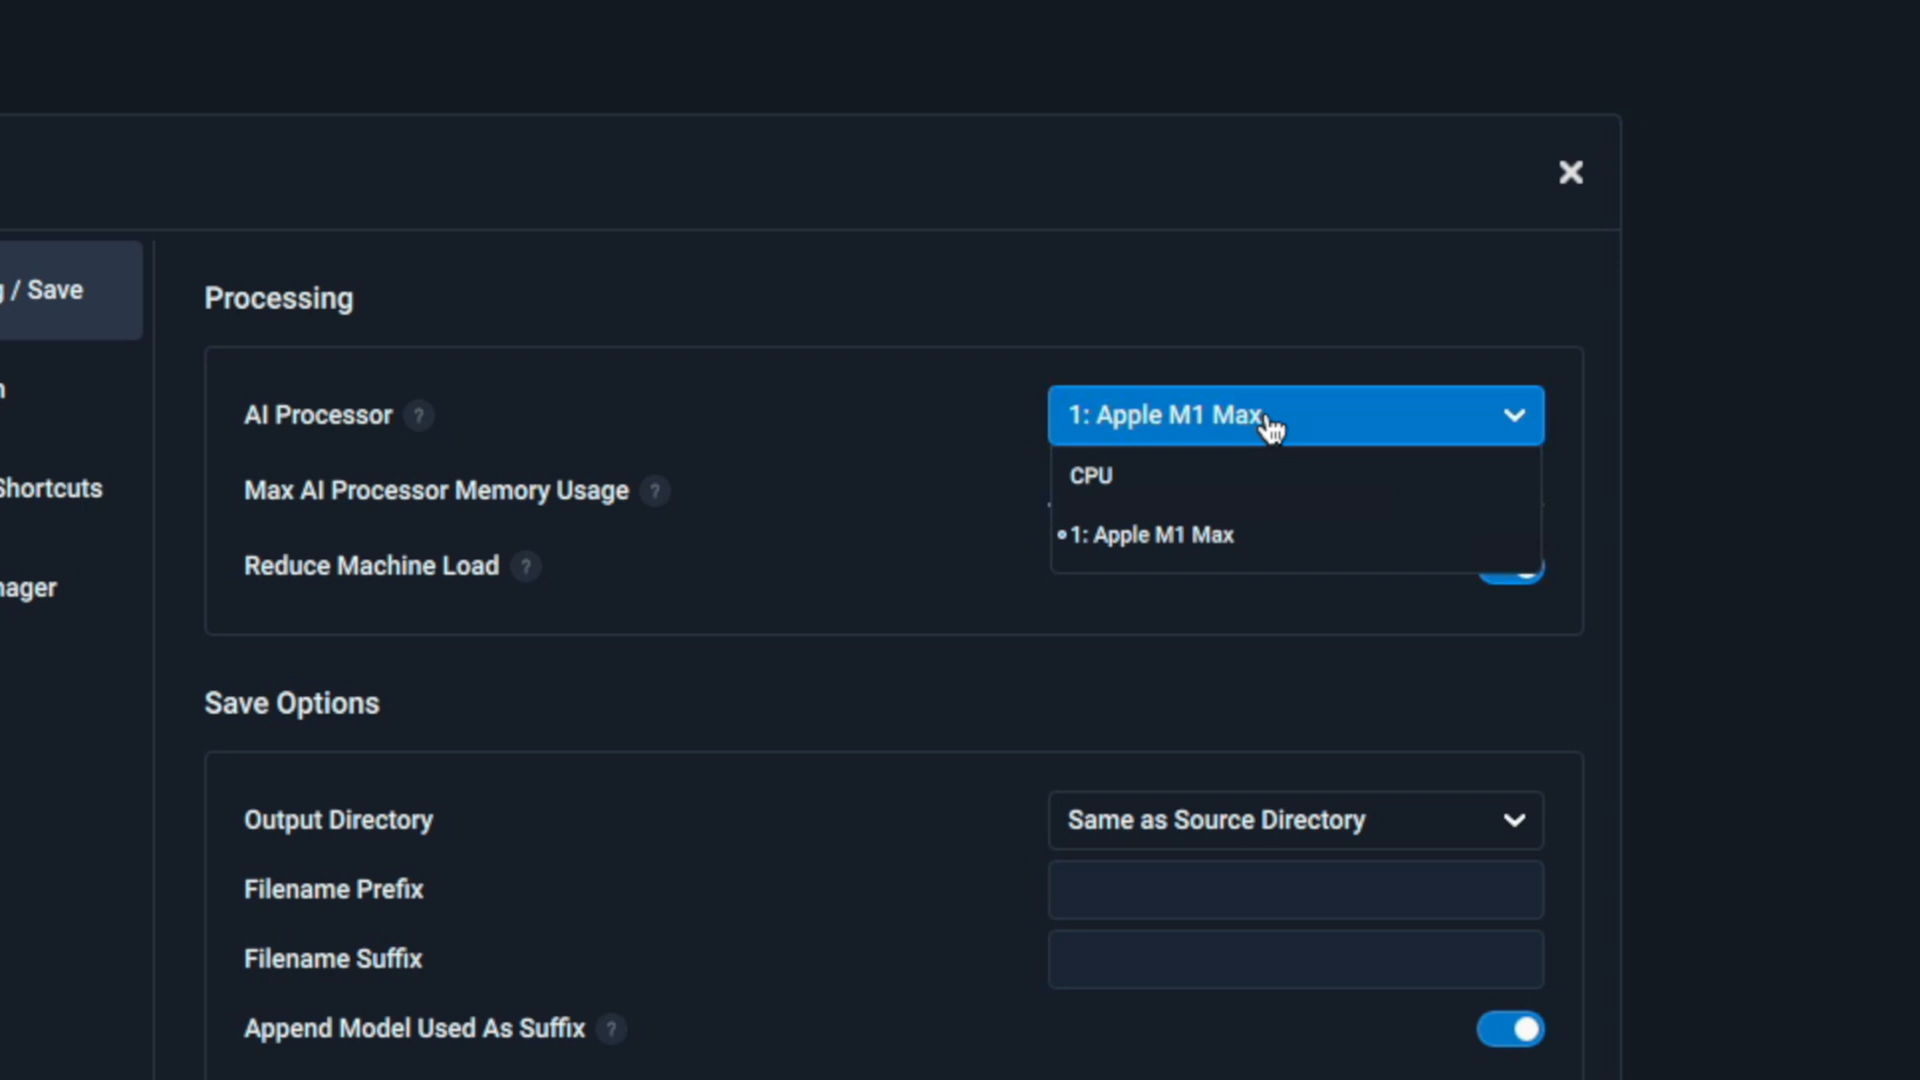 / Save
Shortcuts
Processing
AI Processor ?
1: Apple M1 Max
CPU
1: Apple M1 Max
Max AI Processor Memory Usage ?
Reduce Machine Load ?
Save Options
Output Directory
Same as Source Directory
Filename Prefix
Filename Suffix
Append Model Used As Suffix ?